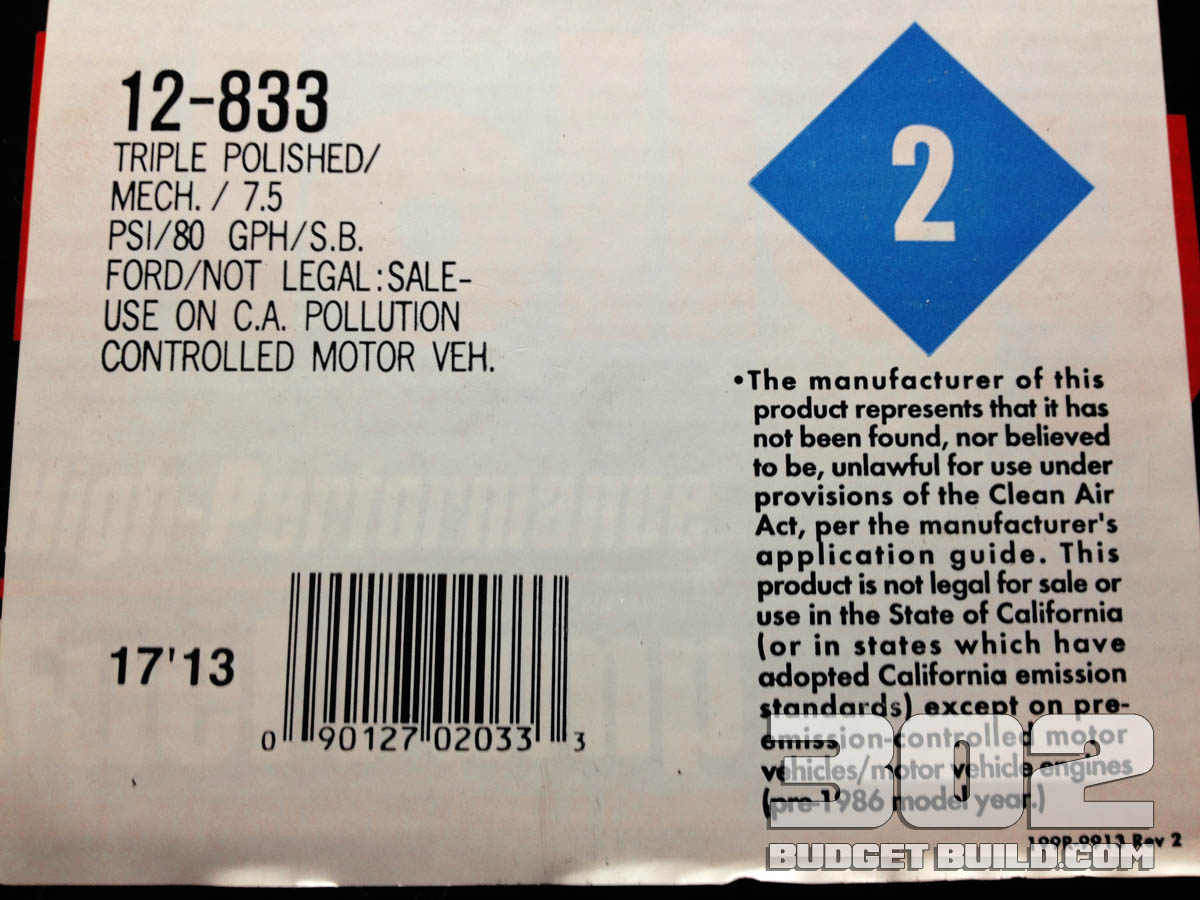 12-833
TRIPLE POLISHED/
MECH. / 7.5
PSI/80 GPH/S.B.
FORD/NOT LEGAL:SALE-
USE ON C.A. POLLUTION
CONTROLLED MOTOR VEH.
2
•The manufacturer of this
product represents that it has
not been found, nor believed
to be, unlawful for use under
provisions of the Clean Air
Act, per the manufacturer's
application guide. This
product is not legal for sale or
use in the State of California
(or in states which have
adopted California emission
standards) except on pre-
emission-controlled motor
vehicles/motor vehicle engines
(pre-1986 model year.)
17'13
0 90127 02033 3
199R-9913 Rev 2
302
BUDGET BUILD.COM